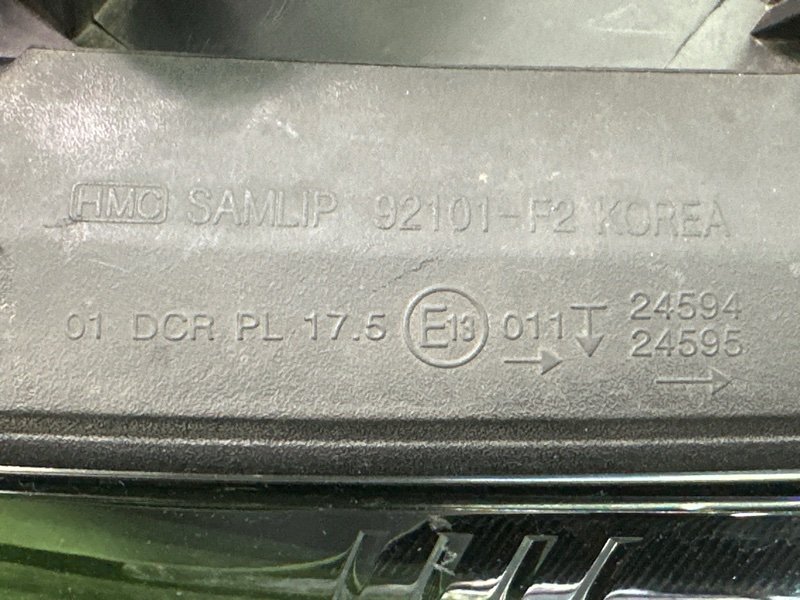 HMC SAMLIP 92101-F2 KOREA
01 DCR PL 17.5 E13 011 24594
24595